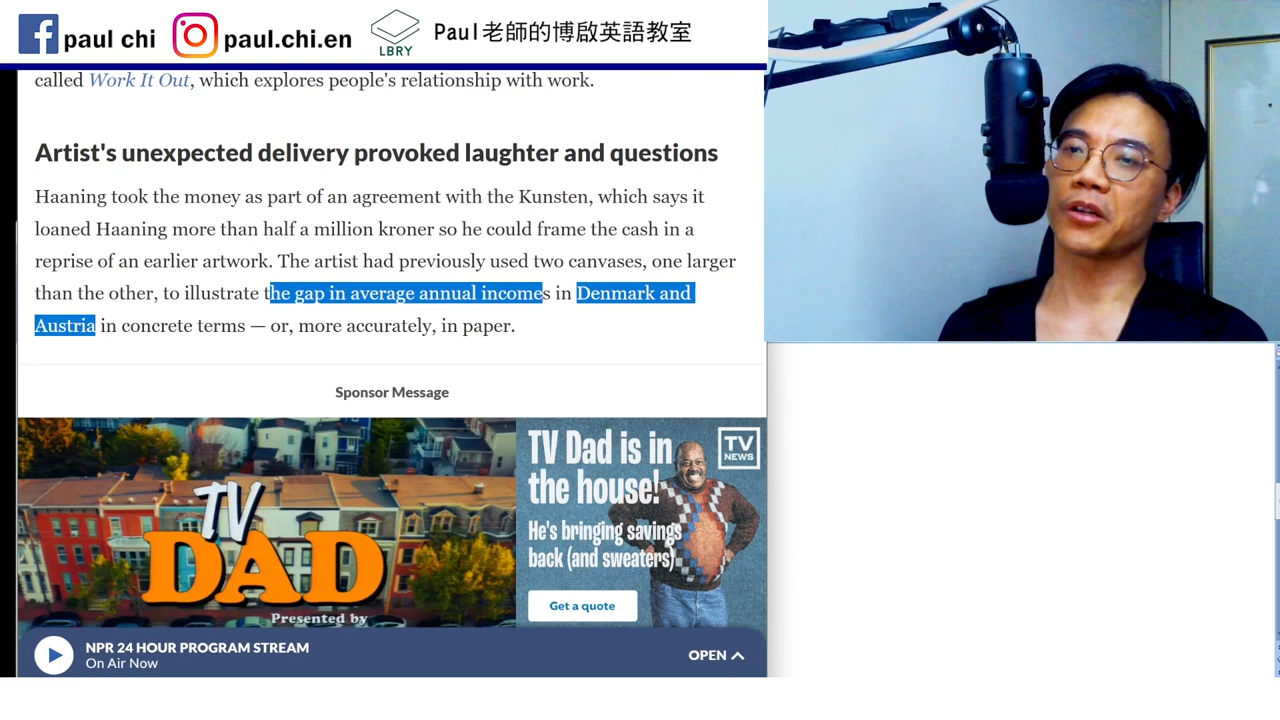 paul chi
paul.chi.en
LBRY
Paul老師的博啟英語教室
called Work It Out, which explores people's relationship with work.
Artist's unexpected delivery provoked laughter and questions
Haaning took the money as part of an agreement with the Kunsten, which says it
loaned Haaning more than half a million kroner so he could frame the cash in a
reprise of an earlier artwork. The artist had previously used two canvases, one larger
than the other, to illustrate the gap in average annual incomes in Denmark and
Austria in concrete terms — or, more accurately, in paper.
Sponsor Message
TV
DAD
Presented by
TV Dad is in
the house!
He's bringing savings
back (and sweaters)
Get a quote
TV
NEWS
NPR 24 HOUR PROGRAM STREAM
On Air Now
OPEN